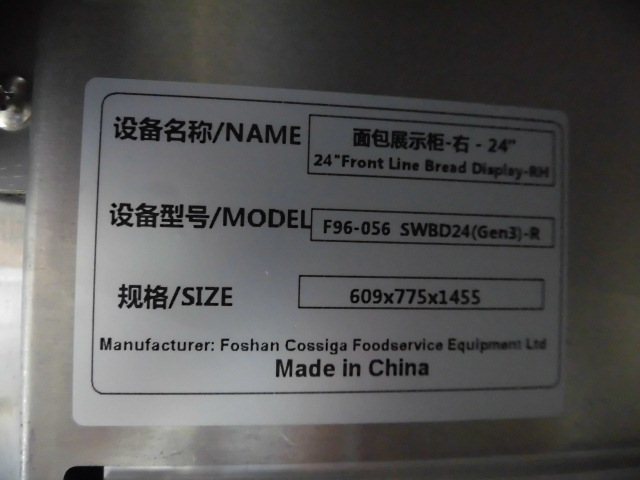 设备名称/NAME
面包展示柜-右 - 24"
24"Front Line Bread Display-RH
设备型号/MODEL
F96-056 SWBD24(Gen3)-R
规格/SIZE
609x775x1455
Manufacturer: Foshan Cossiga Foodservice Equipment Ltd
Made in China